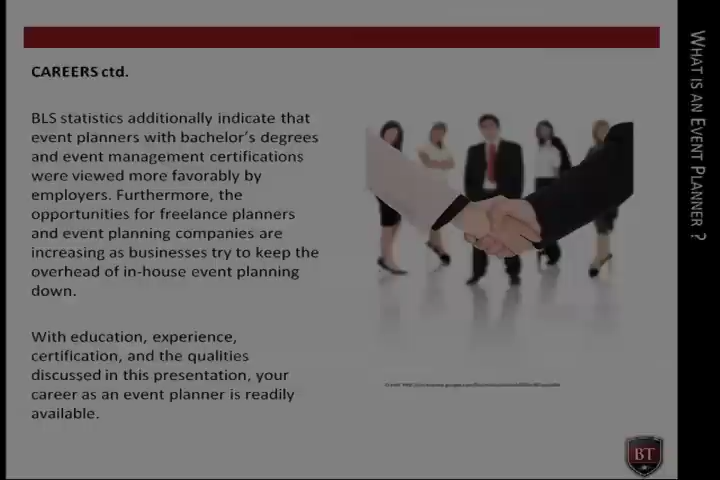 CAREERS ctd.
BLS statistics additionally indicate that
event planners with bachelor's degrees
and event management certifications
were viewed more favorably by
employers. Furthermore, the
opportunities for freelance planners
and event planning companies are
increasing as businesses try to keep the
overhead of in-house event planning
down.
With education, experience,
certification, and the qualities
discussed in this presentation, your
career as an event planner is readily
available.
WHAT IS AN EVENT PLANNER ?
BT